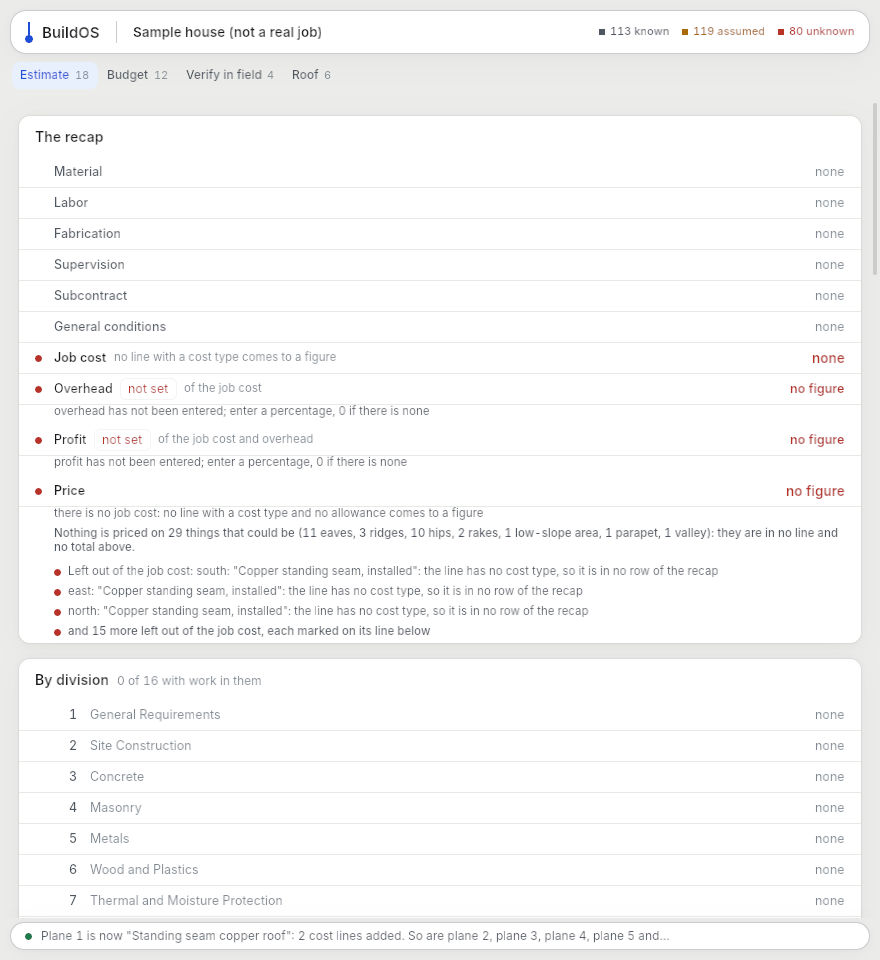 BuildOS Sample house (not a real job) 113 known 119 assumed 80 unknown
Estimate 18 Budget 12 Verify in field 4 Roof 6
The recap
Material none
Labor none
Fabrication none
Supervision none
Subcontract none
General conditions none
Job cost no line with a cost type comes to a figure none
Overhead not set of the job cost no figure
overhead has not been entered; enter a percentage, 0 if there is none
Profit not set of the job cost and overhead no figure
profit has not been entered; enter a percentage, 0 if there is none
Price no figure
there is no job cost: no line with a cost type and no allowance comes to a figure
Nothing is priced on 29 things that could be (11 eaves, 3 ridges, 10 hips, 2 rakes, 1 low-slope area, 1 parapet, 1 valley): they are in no line and
no total above.
Left out of the job cost: south: "Copper standing seam, installed": the line has no cost type, so it is in no row of the recap
east: "Copper standing seam, installed": the line has no cost type, so it is in no row of the recap
north: "Copper standing seam, installed": the line has no cost type, so it is in no row of the recap
and 15 more left out of the job cost, each marked on its line below
By division 0 of 16 with work in them
1 General Requirements none
2 Site Construction none
3 Concrete none
4 Masonry none
5 Metals none
6 Wood and Plastics none
7 Thermal and Moisture Protection none
Plane 1 is now "Standing seam copper roof": 2 cost lines added. So are plane 2, plane 3, plane 4, plane 5 and...